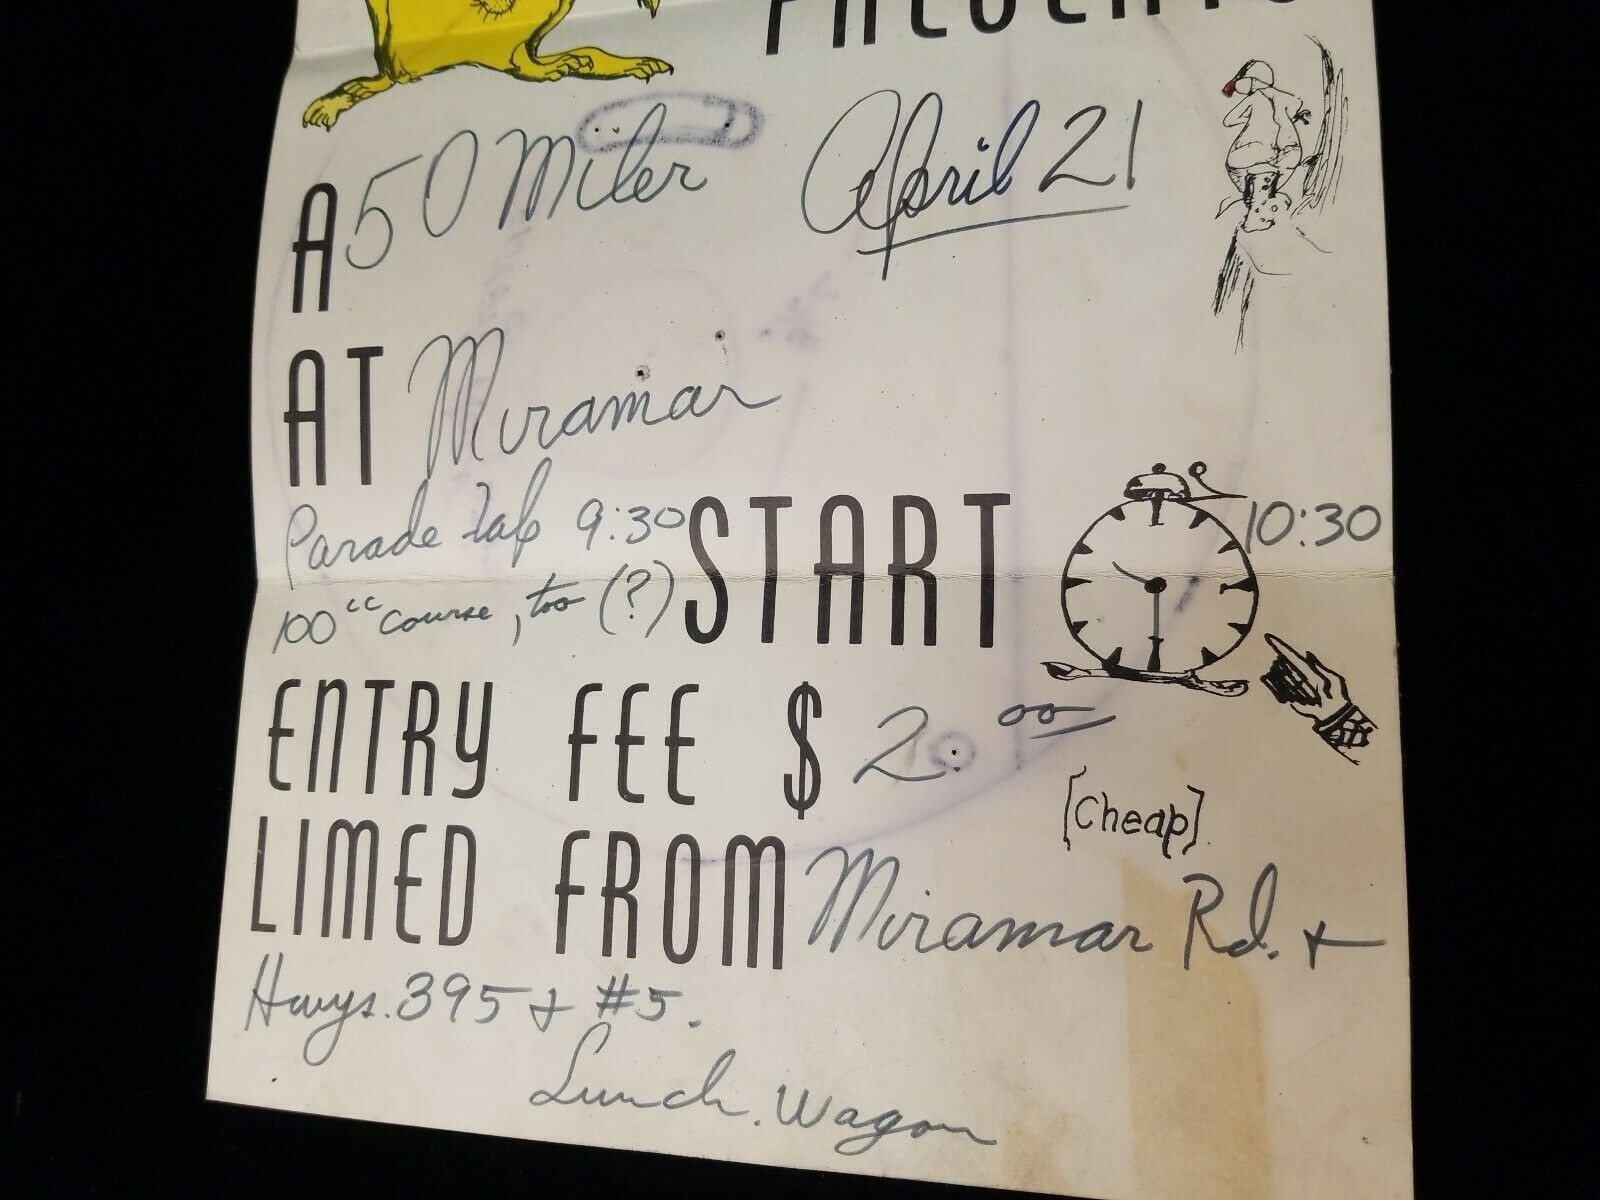 PRESENTS
A 50 Miler April 21
AT Miramar
Parade Lap 9:30 START 10:30
100cc course, too (?)
ENTRY FEE $ 2.00
[Cheap]
LIMED FROM Miramar Rd. +
Hwys. 395 + #5.
Lunch Wagon